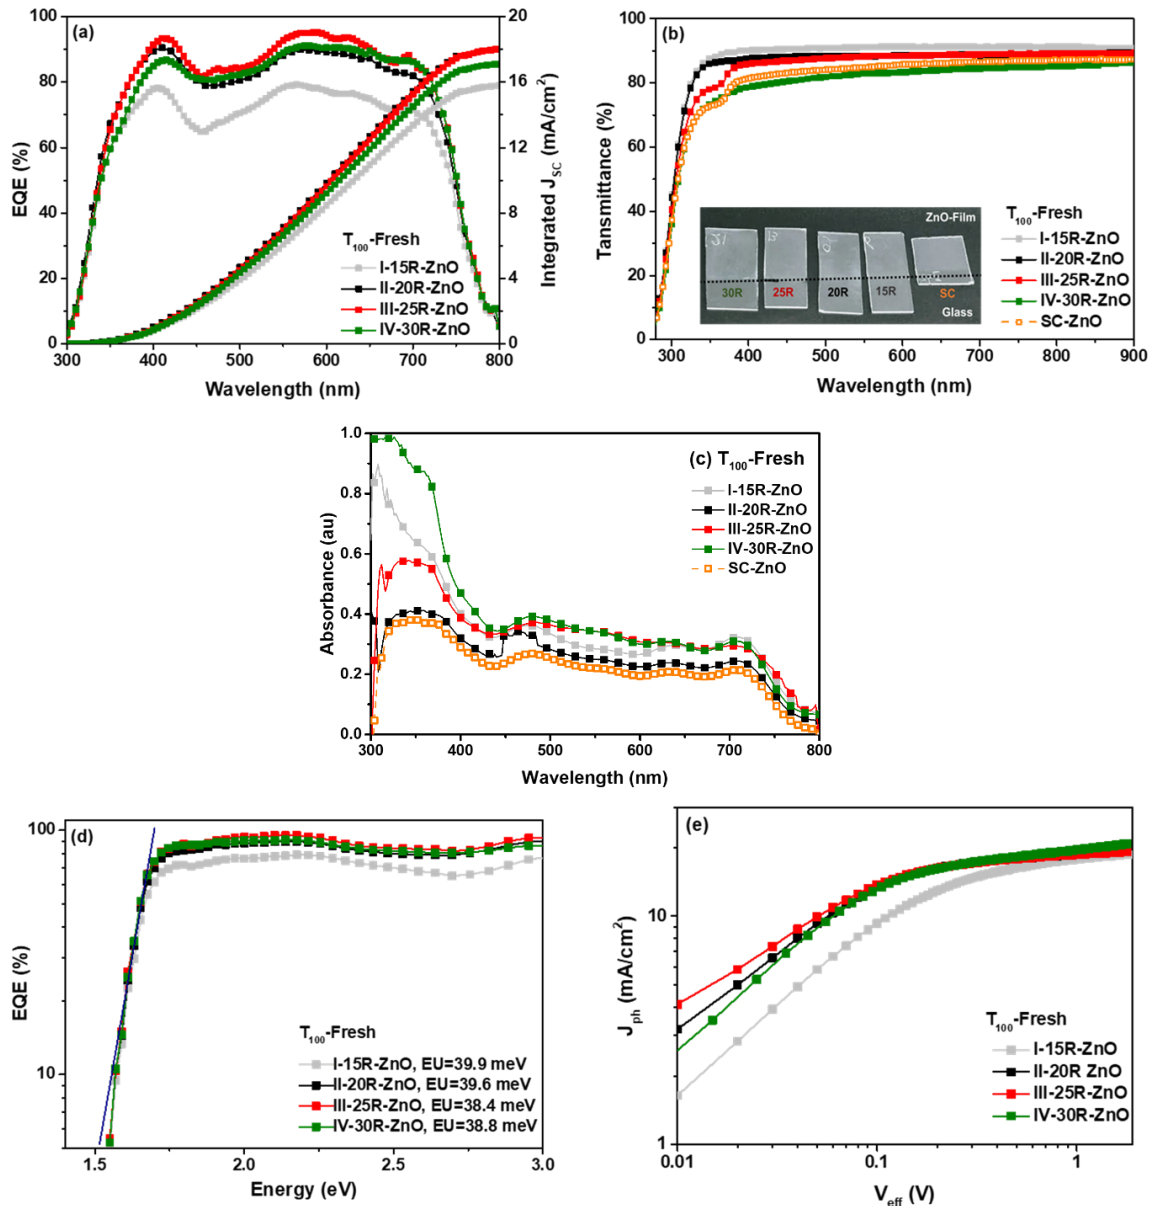 (a)
EQE (%)
100
80
60
40
20
0
20
16
12
8
4
0
Integrated J_SC (mA/cm²)
T₁₀₀-Fresh
I-15R-ZnO
II-20R-ZnO
III-25R-ZnO
IV-30R-ZnO
300 400 500 600 700 800
Wavelength (nm)
(b)
Tansmittance (%)
100
80
60
40
20
0
ZnO-Film
30R 25R 20R 15R SC
Glass
T₁₀₀-Fresh
I-15R-ZnO
II-20R-ZnO
III-25R-ZnO
IV-30R-ZnO
SC-ZnO
300 400 500 600 700 800 900
Wavelength (nm)
(c) T₁₀₀-Fresh
Absorbance (au)
1.0
0.8
0.6
0.4
0.2
0.0
I-15R-ZnO
II-20R-ZnO
III-25R-ZnO
IV-30R-ZnO
SC-ZnO
300 400 500 600 700 800
Wavelength (nm)
(d)
EQE (%)
100
10
T₁₀₀-Fresh
I-15R-ZnO, EU=39.9 meV
II-20R-ZnO, EU=39.6 meV
III-25R-ZnO, EU=38.4 meV
IV-30R-ZnO, EU=38.8 meV
1.5 2.0 2.5 3.0
Energy (eV)
(e)
J_ph (mA/cm²)
10
1
T₁₀₀-Fresh
I-15R-ZnO
II-20R ZnO
III-25R-ZnO
IV-30R-ZnO
0.01 0.1 1
V_eff (V)